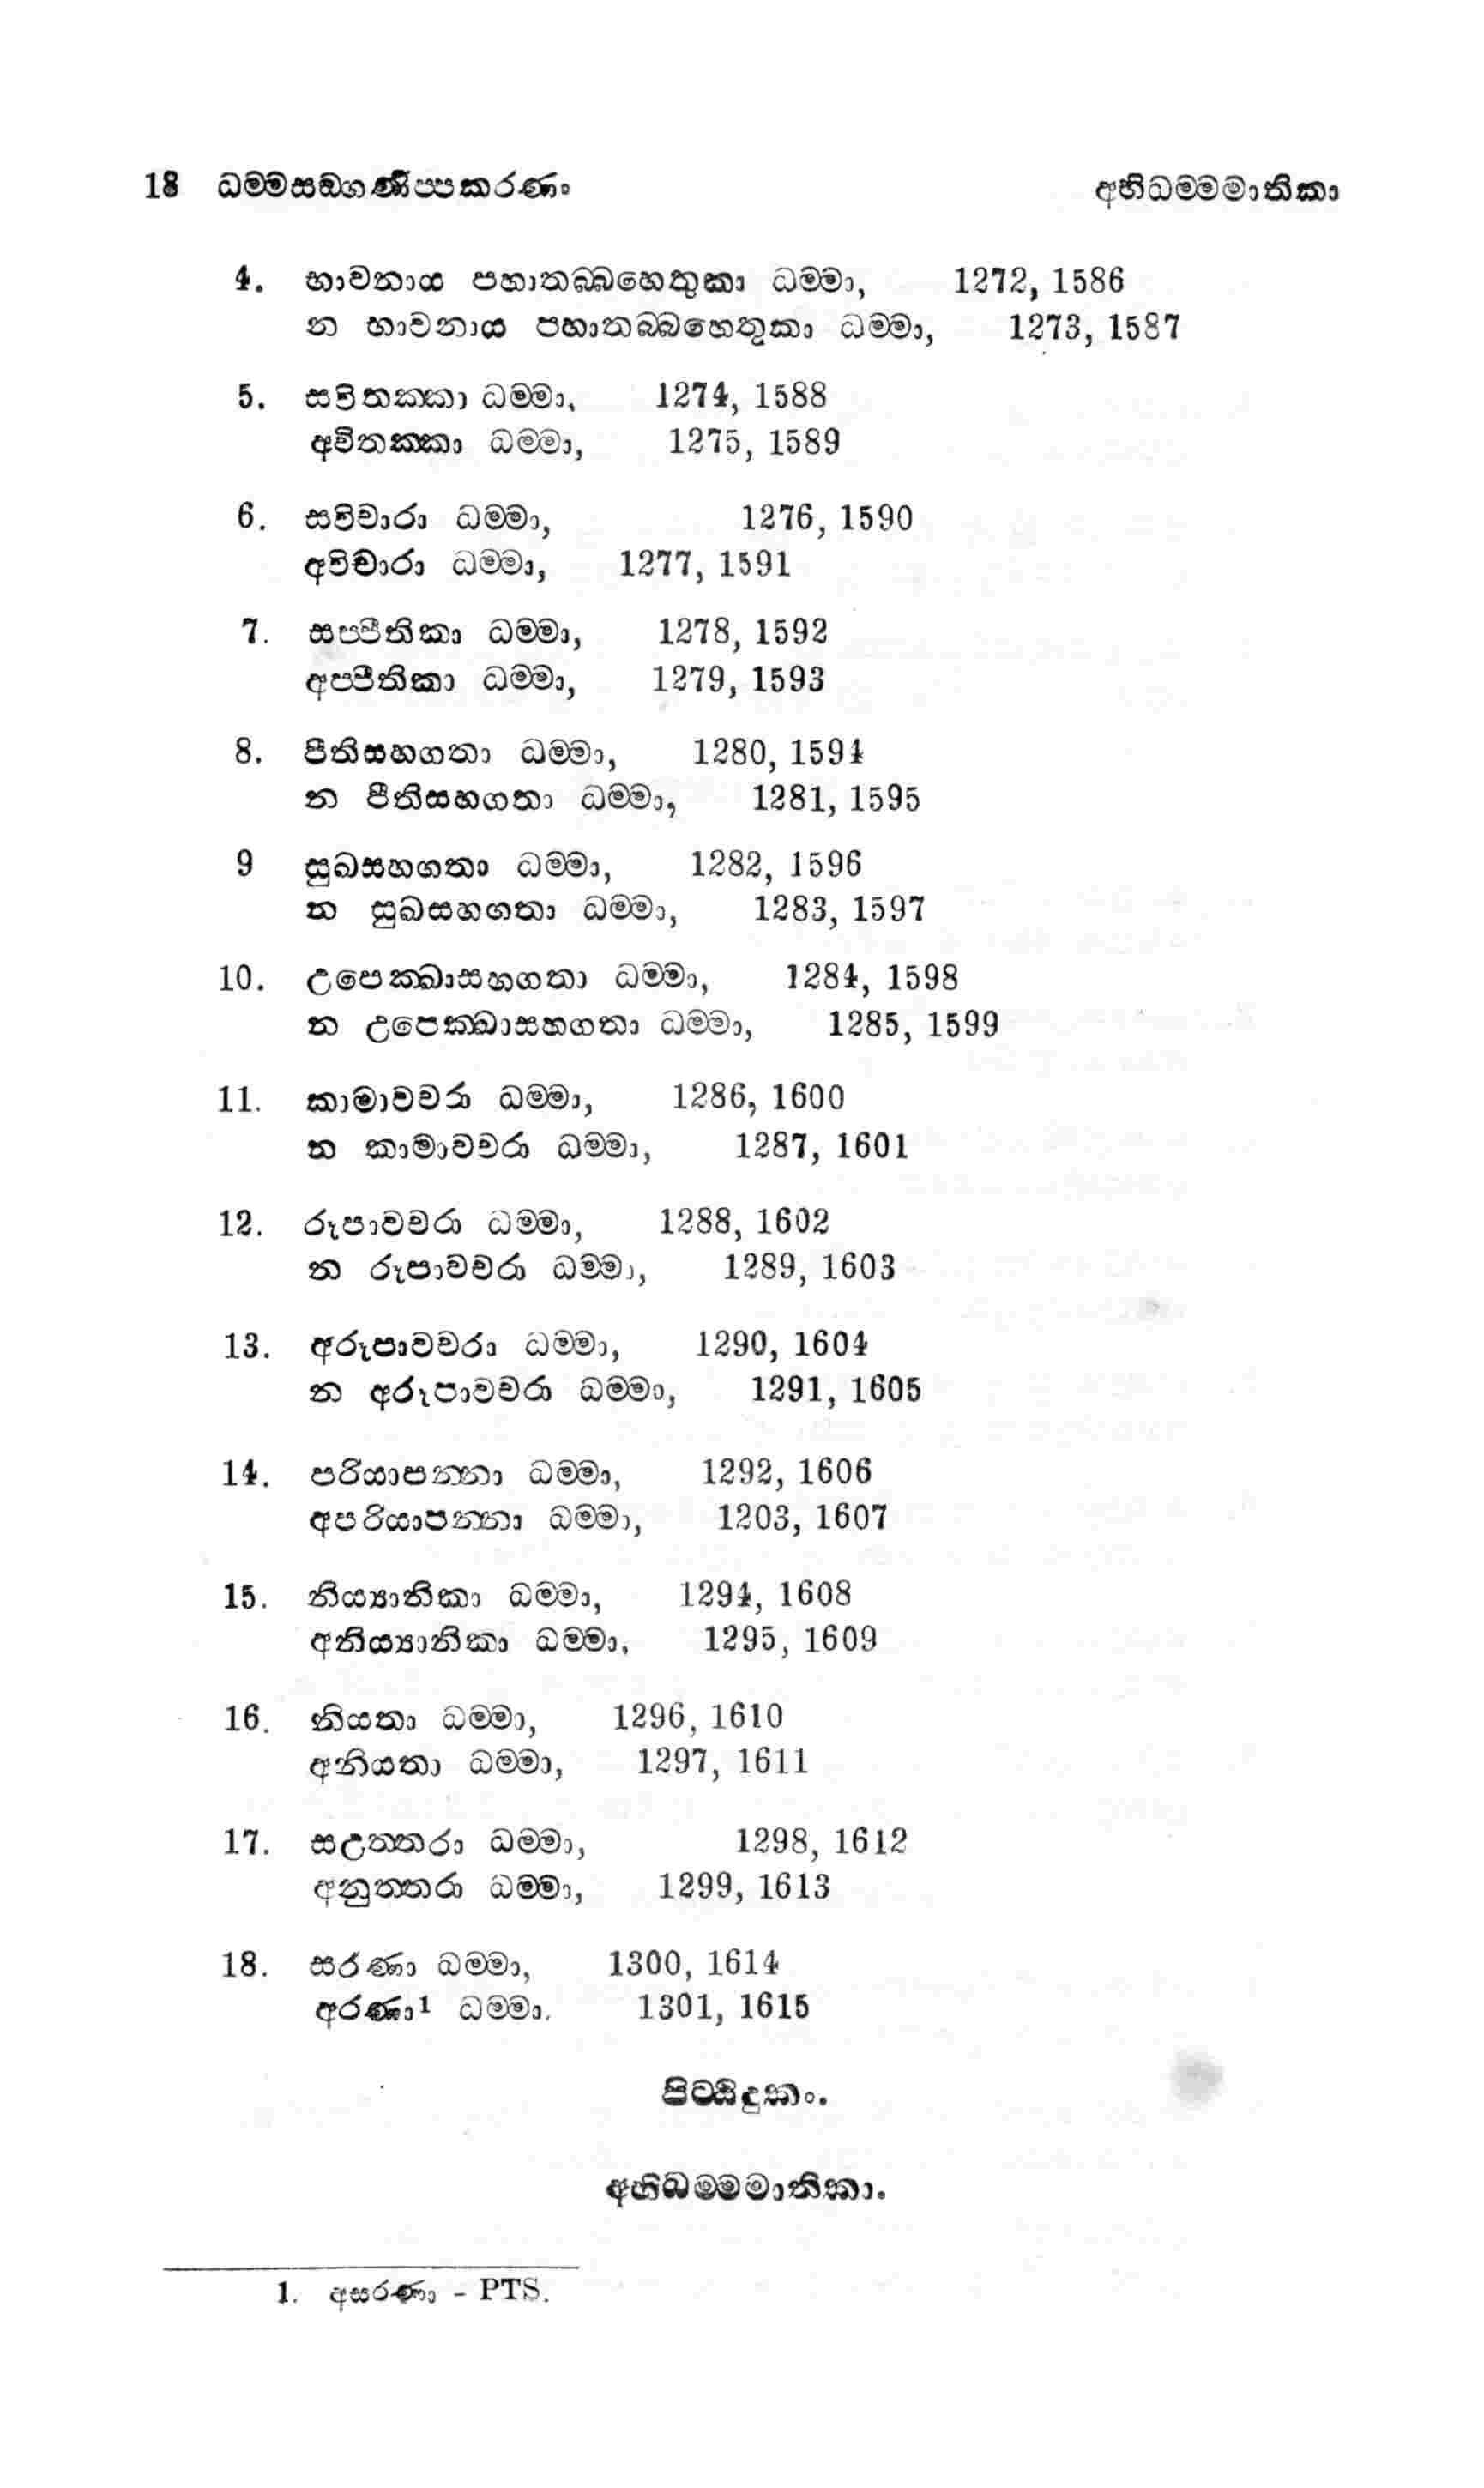 18 ධම්මසඞ්ගණිප්පකරණං අභිධම්මමාතිකා
4. භාවනාය පහාතබ්බහෙතුකා ධම්මා, 1272, 1586
න භාවනාය පහාතබ්බහෙතුකා ධම්මා, 1273, 1587
5. සවිතක්කා ධම්මා, 1274, 1588
අවිතක්කා ධම්මා, 1275, 1589
6. සවිචාරා ධම්මා, 1276, 1590
අවිචාරා ධම්මා, 1277, 1591
7. සප්පීතිකා ධම්මා, 1278, 1592
අප්පීතිකා ධම්මා, 1279, 1593
8. පීතිසහගතා ධම්මා, 1280, 1594
න පීතිසහගතා ධම්මා, 1281, 1595
9 සුඛසහගතා ධම්මා, 1282, 1596
න සුඛසහගතා ධම්මා, 1283, 1597
10. උපෙක්ඛාසහගතා ධම්මා, 1284, 1598
න උපෙක්ඛාසහගතා ධම්මා, 1285, 1599
11. කාමාවචරා ධම්මා, 1286, 1600
න කාමාවචරා ධම්මා, 1287, 1601
12. රූපාවචරා ධම්මා, 1288, 1602
න රූපාවචරා ධම්මා, 1289, 1603
13. අරූපාවචරා ධම්මා, 1290, 1604
න අරූපාවචරා ධම්මා, 1291, 1605
14. පරියාපන්නා ධම්මා, 1292, 1606
අපරියාපන්නා ධම්මා, 1203, 1607
15. නිය්‍යානිකා ධම්මා, 1294, 1608
අනිය්‍යානිකා ධම්මා, 1295, 1609
16. නියතා ධම්මා, 1296, 1610
අනියතා ධම්මා, 1297, 1611
17. සඋත්තරා ධම්මා, 1298, 1612
අනුත්තරා ධම්මා, 1299, 1613
18. සරණා ධම්මා, 1300, 1614
අරණා¹ ධම්මා. 1301, 1615
පිට්ඨිදුකං.
අභිධම්මමාතිකා.
1. අසරණා - PTS.